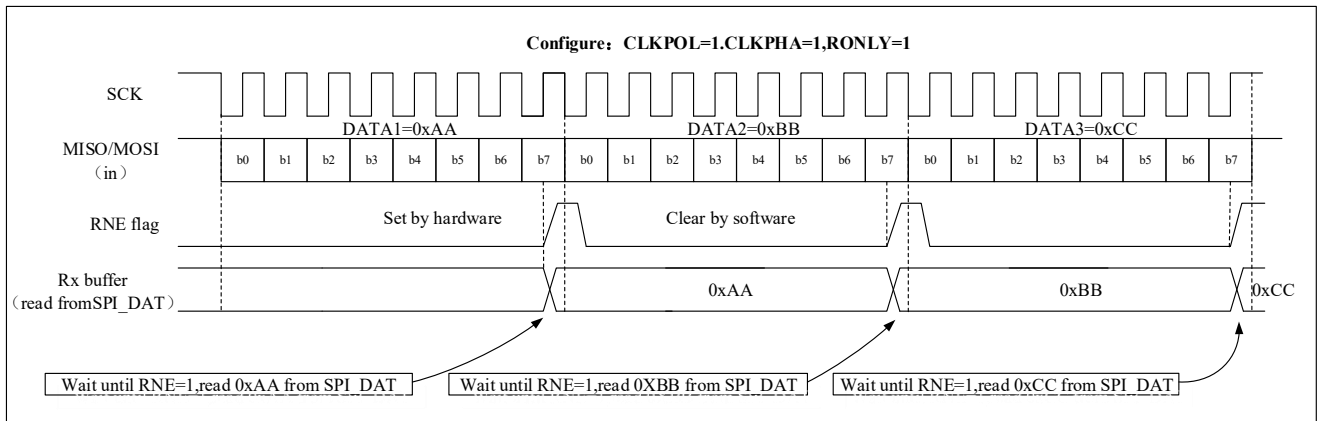 Configure：CLKPOL=1.CLKPHA=1,RONLY=1
SCK
DATA1=0xAA DATA2=0xBB DATA3=0xCC
MISO/MOSI
（in）
b0 b1 b2 b3 b4 b5 b6 b7 b0 b1 b2 b3 b4 b5 b6 b7 b0 b1 b2 b3 b4 b5 b6 b7
RNE flag
Set by hardware Clear by software
Rx buffer
（read fromSPI_DAT）
0xAA 0xBB 0xCC
Wait until RNE=1,read 0xAA from SPI_DAT Wait until RNE=1,read 0XBB from SPI_DAT Wait until RNE=1,read 0xCC from SPI_DAT